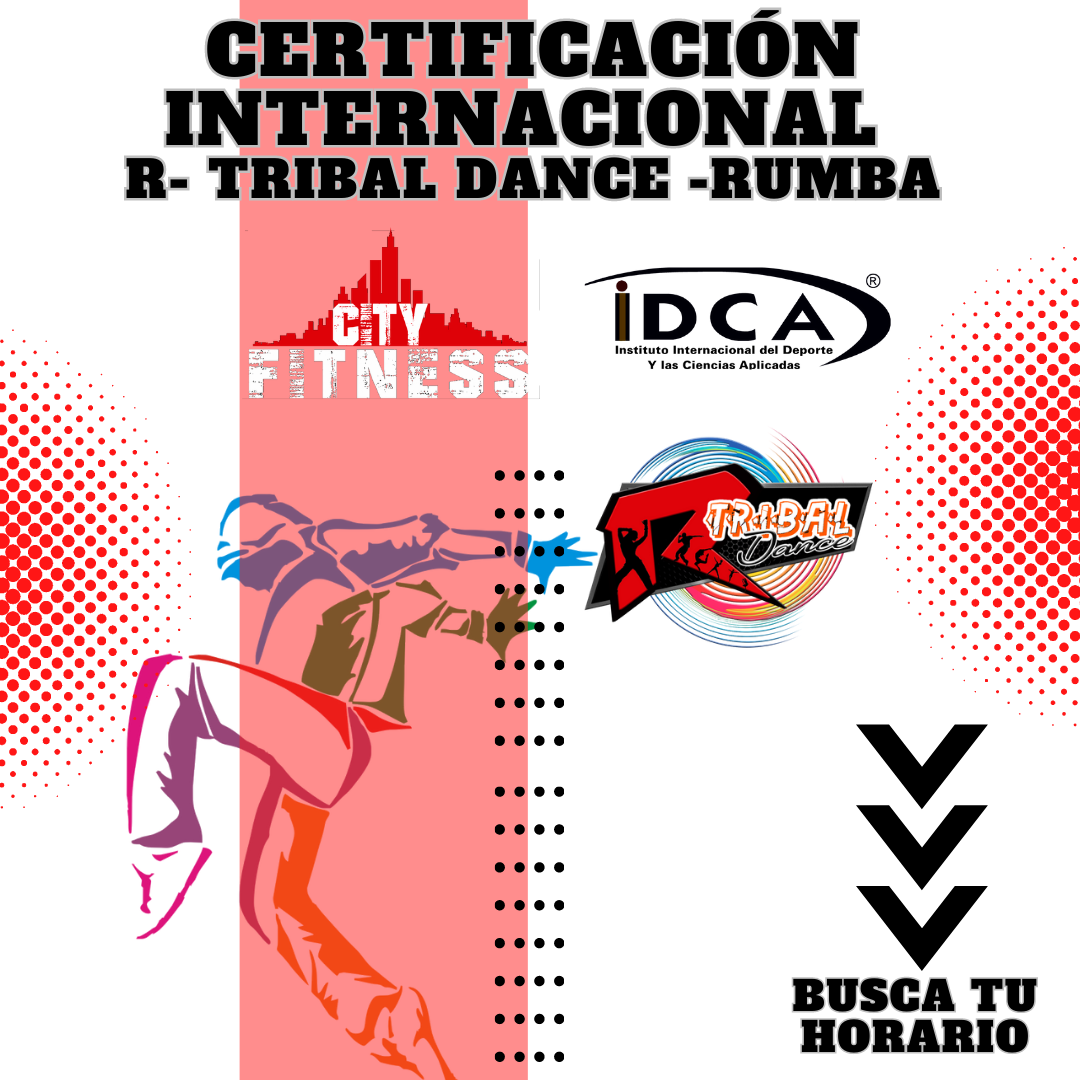 CERTIFICACIÓN
INTERNACIONAL
R- TRIBAL DANCE -RUMBA
CITY
FITNESS
iDCA ®
Instituto Internacional del Deporte
Y las Ciencias Aplicadas
R TRIBAL
Dance
BUSCA TU
HORARIO